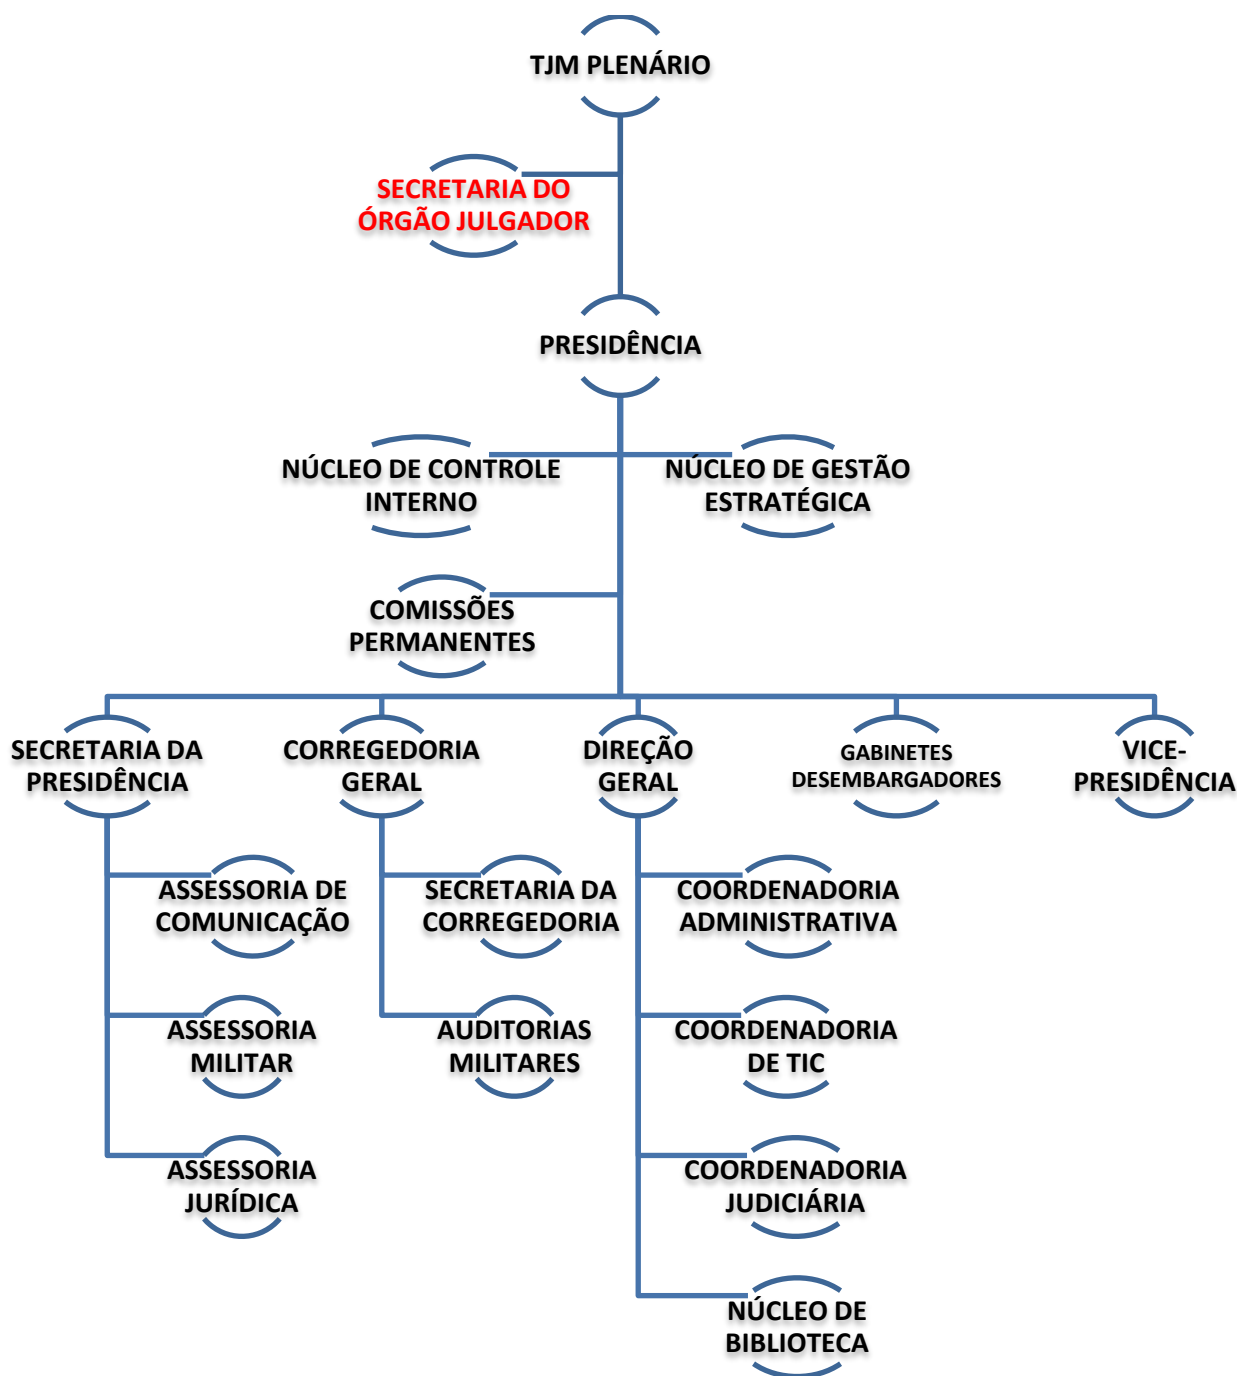 TJM PLENÁRIO
SECRETARIA DO
ÓRGÃO JULGADOR
PRESIDÊNCIA
NÚCLEO DE CONTROLE
INTERNO
NÚCLEO DE GESTÃO
ESTRATÉGICA
COMISSÕES
PERMANENTES
SECRETARIA DA
PRESIDÊNCIA
CORREGEDORIA
GERAL
DIREÇÃO
GERAL
GABINETES
DESEMBARGADORES
VICE-
PRESIDÊNCIA
ASSESSORIA DE
COMUNICAÇÃO
SECRETARIA DA
CORREGEDORIA
COORDENADORIA
ADMINISTRATIVA
ASSESSORIA
MILITAR
AUDITORIAS
MILITARES
COORDENADORIA
DE TIC
ASSESSORIA
JURÍDICA
COORDENADORIA
JUDICIÁRIA
NÚCLEO DE
BIBLIOTECA